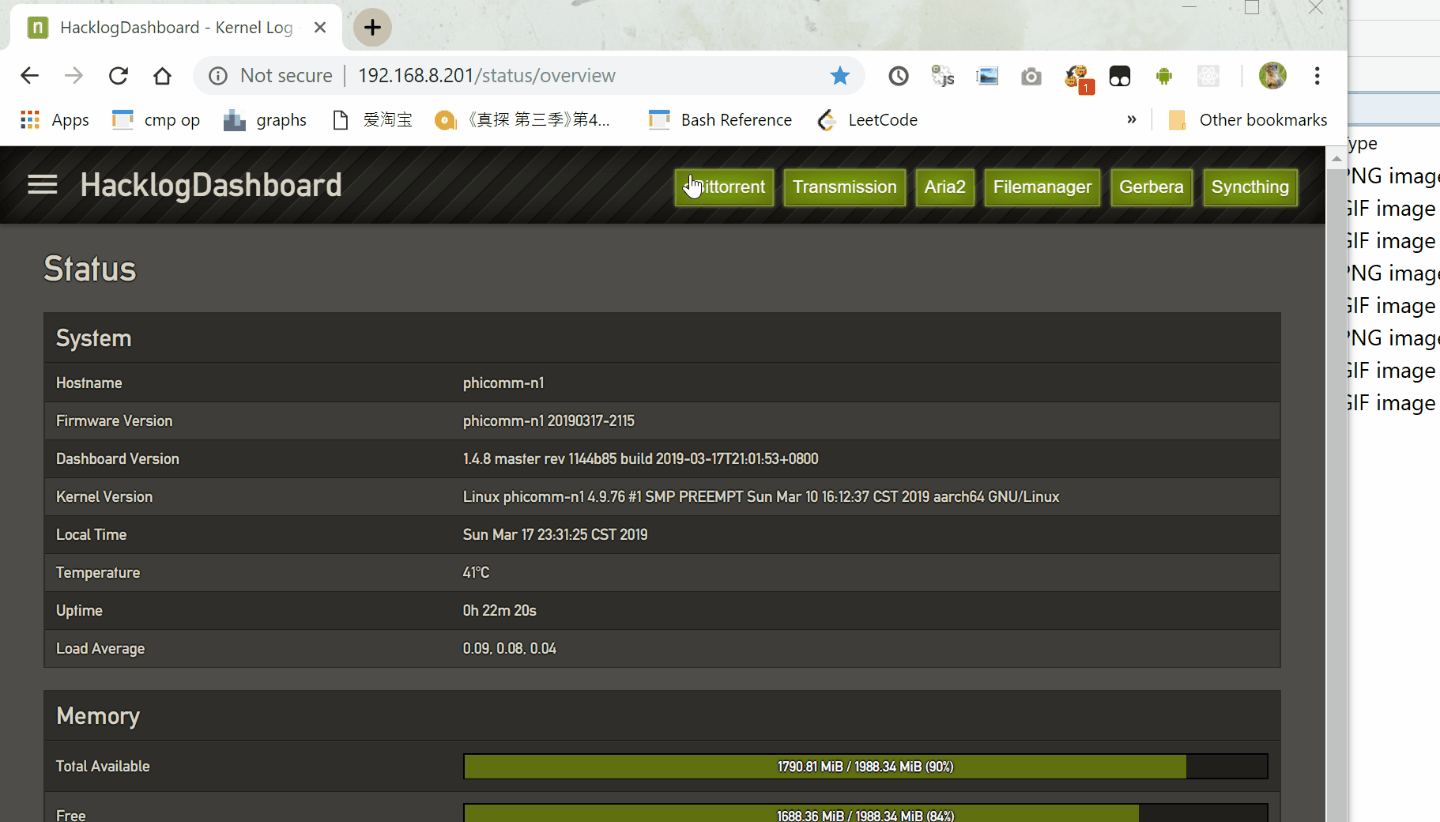 HacklogDashboard - Kernel Log
Not secure 192.168.8.201/status/overview
1
Apps cmp op graphs 爱淘宝 《真探 第三季》第4... Bash Reference LeetCode » Other bookmarks
HacklogDashboard
Transmission Aria2 Filemanager Gerbera Syncthing
Status
System
Hostname phicomm-n1
Firmware Version phicomm-n1 20190317-2115
Dashboard Version 1.4.8 master rev 1144b85 build 2019-03-17T21:01:53+0800
Kernel Version Linux phicomm-n1 4.9.76 #1 SMP PREEMPT Sun Mar 10 16:12:37 CST 2019 aarch64 GNU/Linux
Local Time Sun Mar 17 23:31:25 CST 2019
Temperature 41°C
Uptime 0h 22m 20s
Load Average 0.09, 0.08, 0.04
Memory
Total Available 1790.81 MiB / 1988.34 MiB (90%)
Free 1688.36 MiB / 1988.34 MiB (84%)
image
GIF image
GIF image
image
GIF image
image
GIF image
GIF image